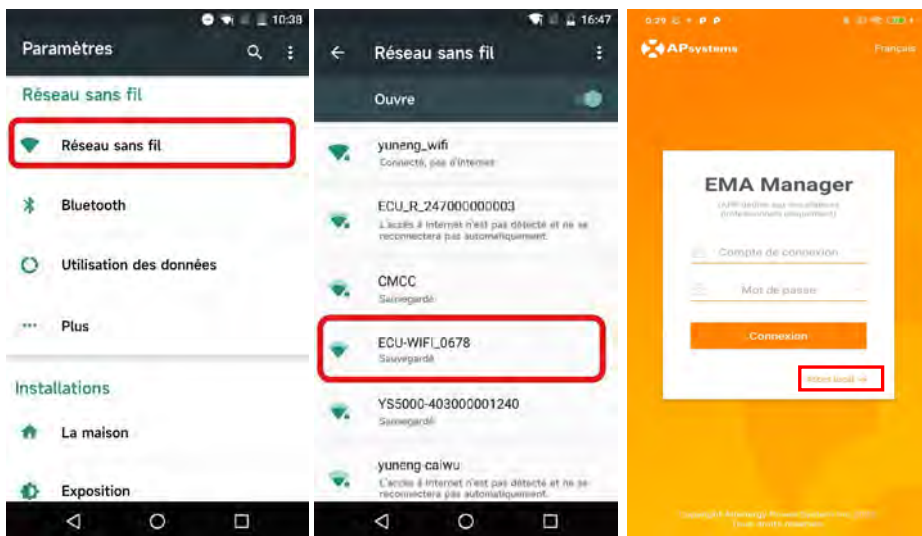 10:38
Paramètres
Réseau sans fil
Réseau sans fil
Bluetooth
Utilisation des données
Plus
Installations
La maison
Exposition
16:47
Réseau sans fil
Ouvre
yuneng_wifi
Connecté, pas d'Internet
ECU_R_247000000003
L'accès à Internet n'est pas détecté et ne se
reconnectera pas automatiquement.
CMCC
Sauvegardé
ECU-WIFI_0678
Sauvegardé
YS5000-403000001240
Sauvegardé
yuneng-caiwu
L'accès à Internet n'est pas détecté et ne se
reconnectera pas automatiquement.
APsystems
Français
EMA Manager
Compte de connexion
Mot de passe
Connexion